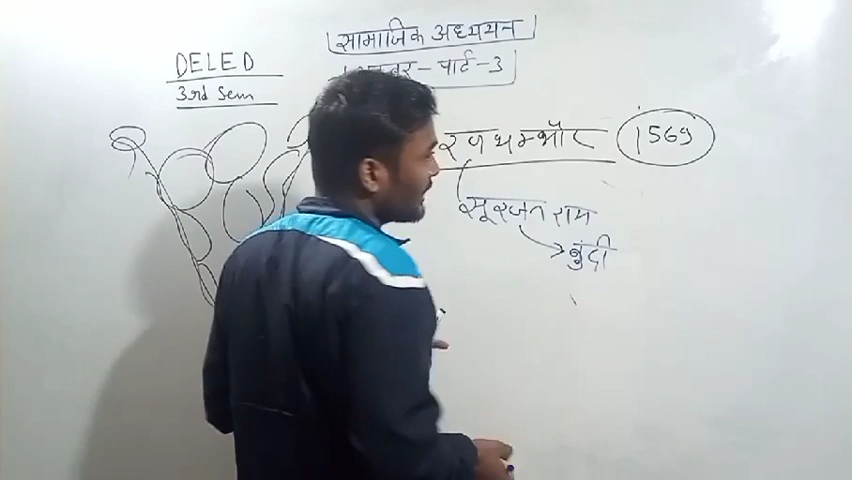 सामाजिक अध्ययन
DELED
पार्ट-3
3rd Sem
रणथम्भौर 1569
सूरजन राम
बुंदी